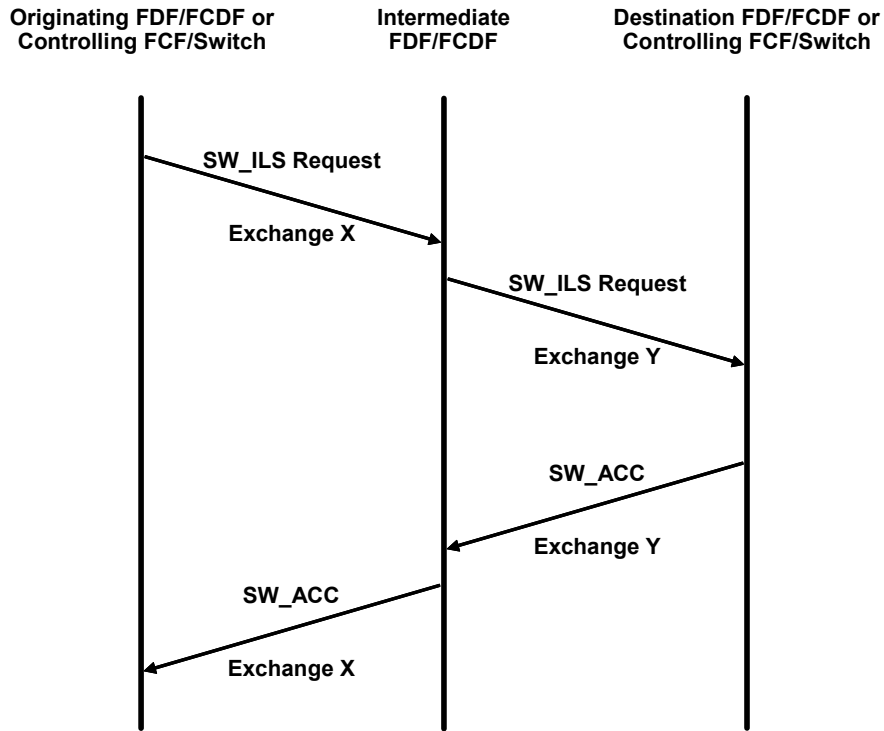 Originating FDF/FCDF or
Controlling FCF/Switch
Intermediate
FDF/FCDF
Destination FDF/FCDF or
Controlling FCF/Switch
SW_ILS Request
Exchange X
SW_ILS Request
Exchange Y
SW_ACC
Exchange Y
SW_ACC
Exchange X